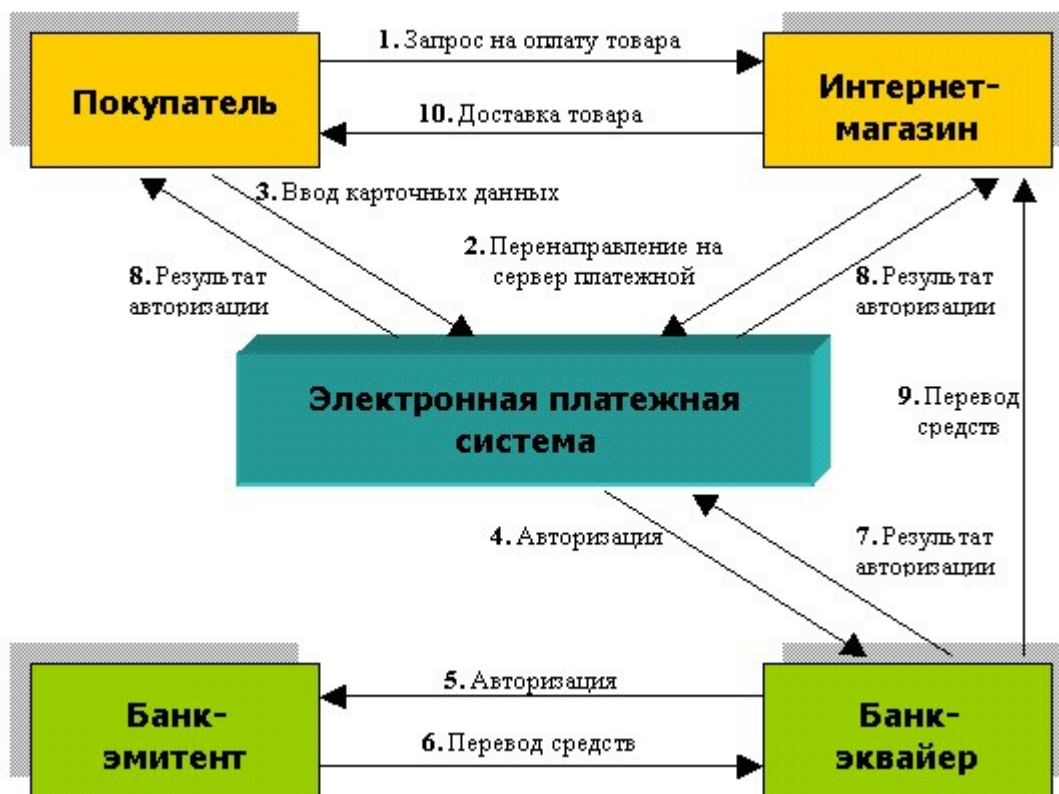 1. Запрос на оплату товара
Покупатель
Интернет-
магазин
10. Доставка товара
3. Ввод карточных данных
2. Перенаправление на
сервер платежной
8. Результат
авторизации
8. Результат
авторизации
Электронная платежная
система
9. Перевод
средств
4. Авторизация
7. Результат
авторизации
5. Авторизация
Банк-
эмитент
6. Перевод средств
Банк-
эквайер